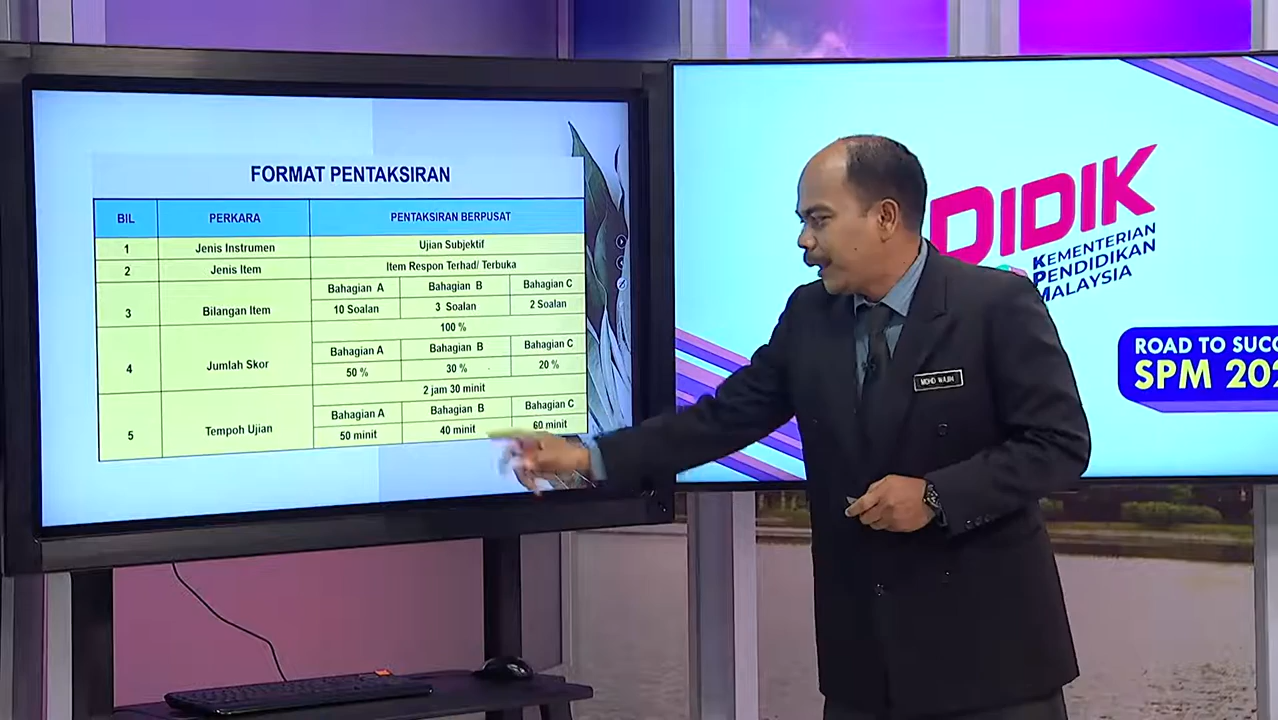 FORMAT PENTAKSIRAN
BIL PERKARA PENTAKSIRAN BERPUSAT
1 Jenis Instrumen Ujian Subjektif
2 Jenis Item Item Respon Terhad/ Terbuka
3 Bilangan Item
Bahagian A Bahagian B Bahagian C
10 Soalan 3 Soalan 2 Soalan
4 Jumlah Skor
100 %
Bahagian A Bahagian B Bahagian C
50 % 30 % 20 %
5 Tempoh Ujian
2 jam 30 minit
Bahagian A Bahagian B Bahagian C
50 minit 40 minit 60 minit
DIDIK
KEMENTERIAN
PENDIDIKAN
MALAYSIA
ROAD TO SUCC
SPM 202
MOHD WAJIH